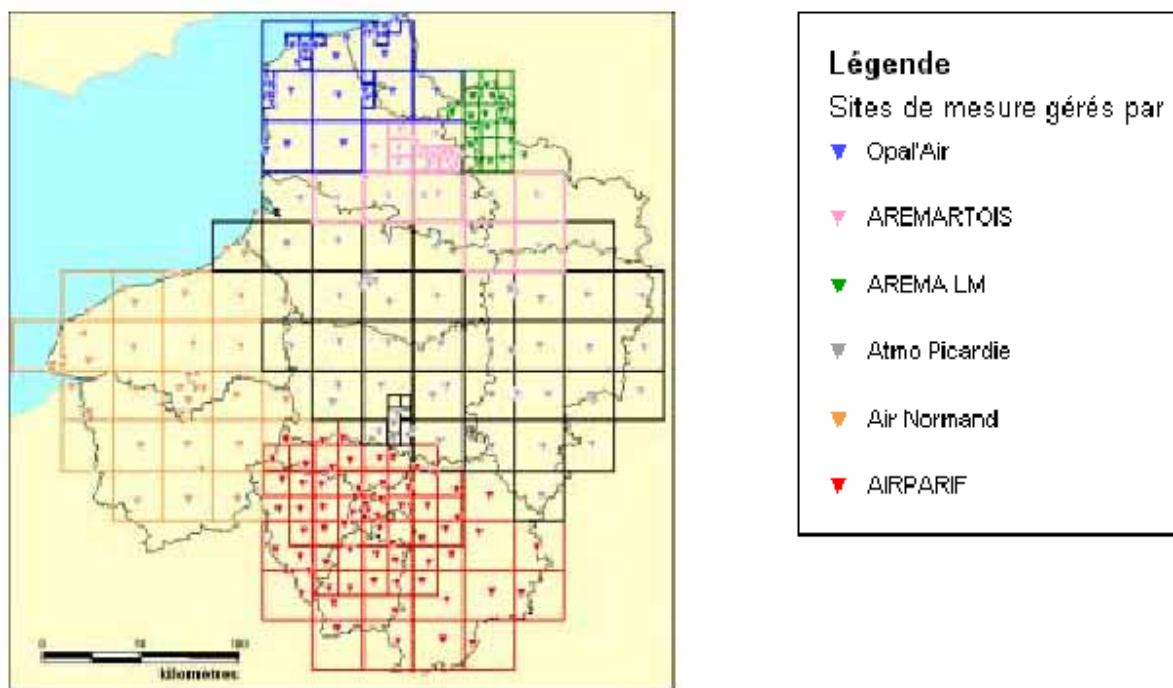 Légende
Sites de mesure gérés par
Opal'Air
AREMARTOIS
AREMA LM
Atmo Picardie
Air Normand
AIRPARIF
0 50 100
kilomètres